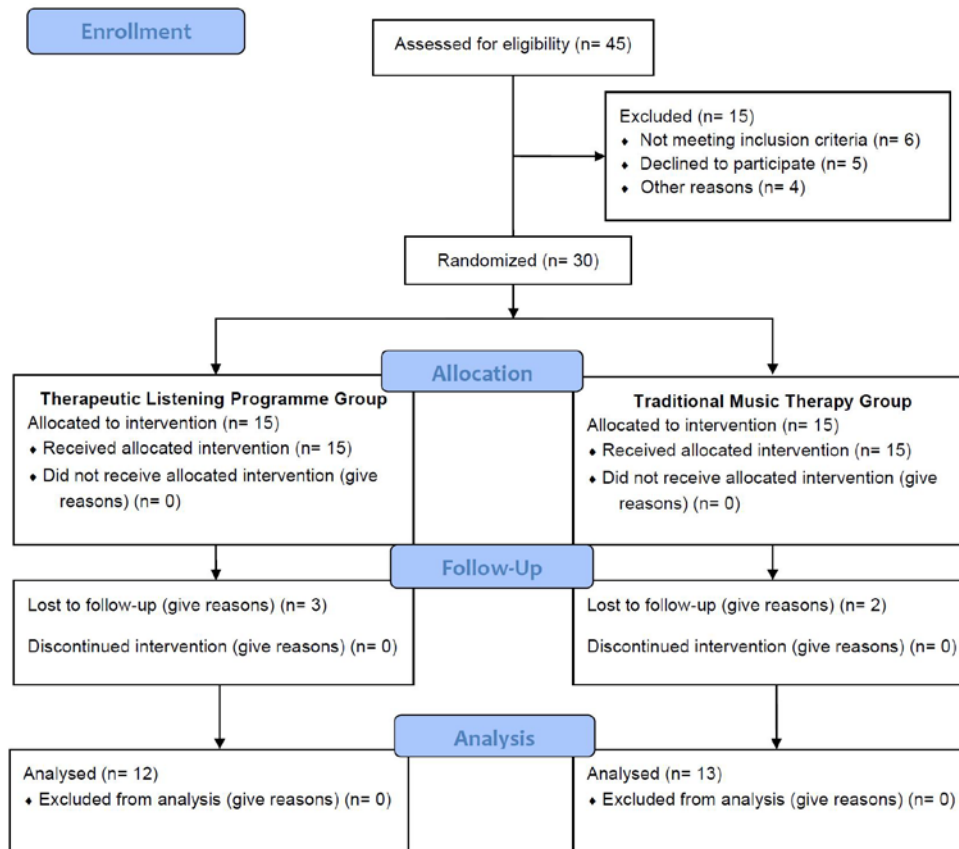 Enrollment
Assessed for eligibility (n= 45)
Excluded (n= 15)
♦ Not meeting inclusion criteria (n= 6)
♦ Declined to participate (n= 5)
♦ Other reasons (n= 4)
Randomized (n= 30)
Allocation
Therapeutic Listening Programme Group
Allocated to intervention (n= 15)
♦ Received allocated intervention (n= 15)
♦ Did not receive allocated intervention (give
reasons) (n= 0)
Traditional Music Therapy Group
Allocated to intervention (n= 15)
♦ Received allocated intervention (n= 15)
♦ Did not receive allocated intervention (give
reasons) (n= 0)
Follow-Up
Lost to follow-up (give reasons) (n= 3)
Discontinued intervention (give reasons) (n= 0)
Lost to follow-up (give reasons) (n= 2)
Discontinued intervention (give reasons) (n= 0)
Analysis
Analysed (n= 12)
♦ Excluded from analysis (give reasons) (n= 0)
Analysed (n= 13)
♦ Excluded from analysis (give reasons) (n= 0)